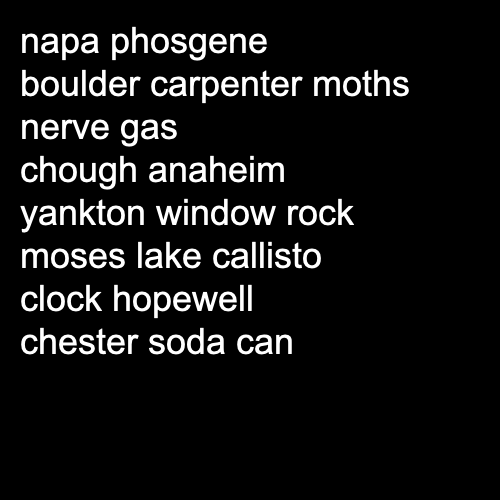 napa phosgene
boulder carpenter moths
nerve gas
chough anaheim
yankton window rock
moses lake callisto
clock hopewell
chester soda can